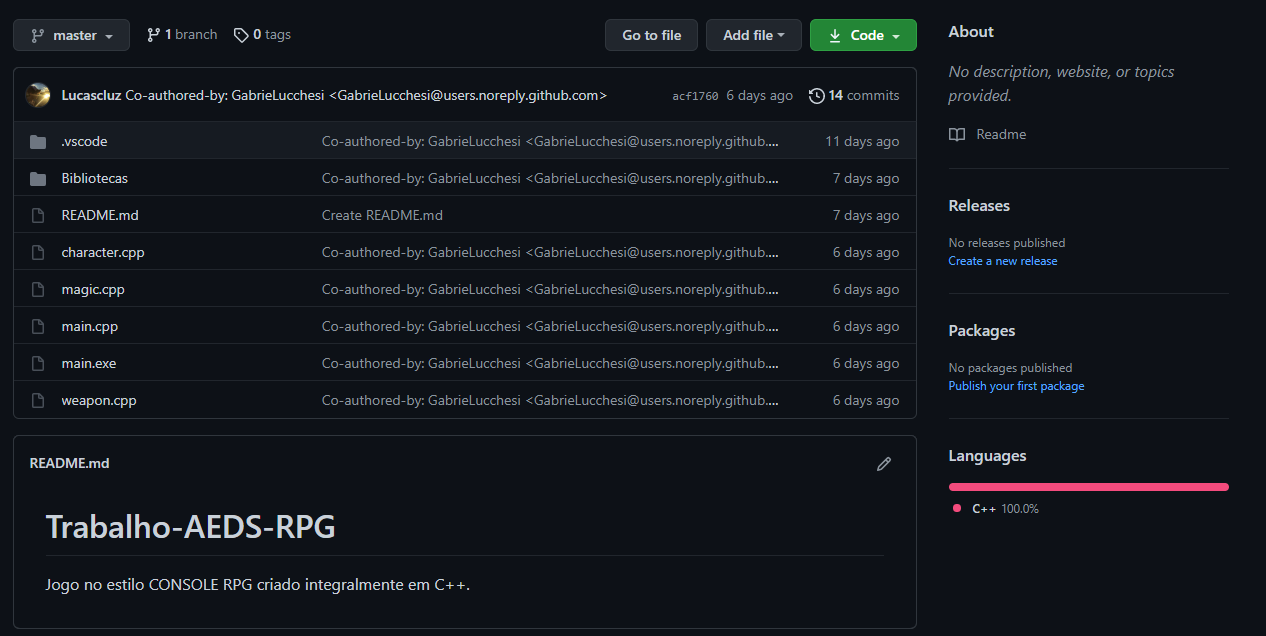 master
1 branch
0 tags
Go to file
Add file
Code
Lucascluz Co-authored-by: GabrieLucchesi <GabrieLucchesi@users.noreply.github.com>
acf1760 6 days ago
14 commits
.vscode Co-authored-by: GabrieLucchesi <GabrieLucchesi@users.noreply.github.... 11 days ago
Bibliotecas Co-authored-by: GabrieLucchesi <GabrieLucchesi@users.noreply.github.... 7 days ago
README.md Create README.md 7 days ago
character.cpp Co-authored-by: GabrieLucchesi <GabrieLucchesi@users.noreply.github.... 6 days ago
magic.cpp Co-authored-by: GabrieLucchesi <GabrieLucchesi@users.noreply.github.... 6 days ago
main.cpp Co-authored-by: GabrieLucchesi <GabrieLucchesi@users.noreply.github.... 6 days ago
main.exe Co-authored-by: GabrieLucchesi <GabrieLucchesi@users.noreply.github.... 6 days ago
weapon.cpp Co-authored-by: GabrieLucchesi <GabrieLucchesi@users.noreply.github.... 6 days ago
README.md
Trabalho-AEDS-RPG
Jogo no estilo CONSOLE RPG criado integralmente em C++.
About
No description, website, or topics
provided.
Readme
Releases
No releases published
Create a new release
Packages
No packages published
Publish your first package
Languages
C++ 100.0%